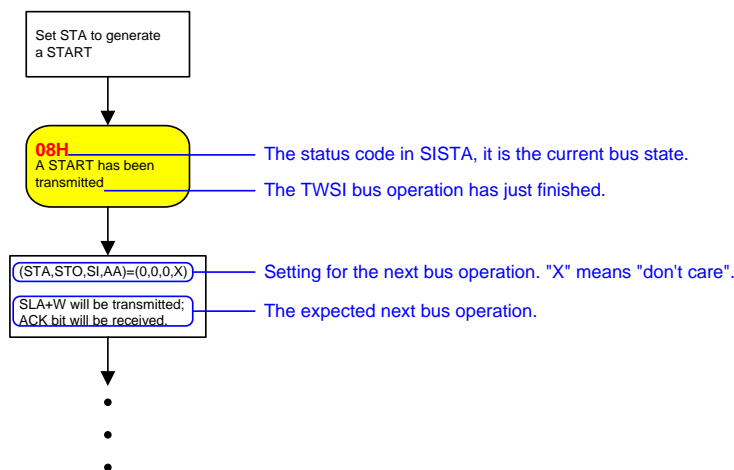 Set STA to generate
a START
08H
A START has been
transmitted
The status code in SISTA, it is the current bus state.
The TWSI bus operation has just finished.
(STA,STO,SI,AA)=(0,0,0,X)
Setting for the next bus operation. "X" means "don't care".
SLA+W will be transmitted;
ACK bit will be received.
The expected next bus operation.